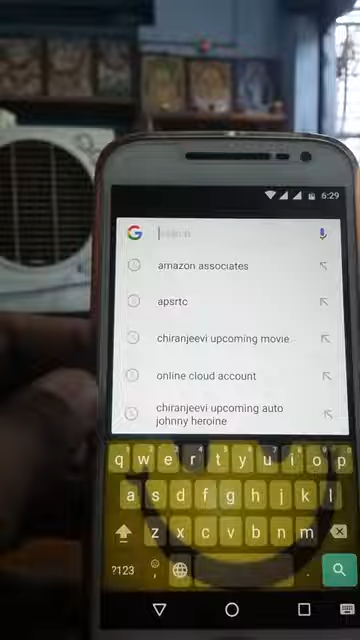 6:29
G
amazon associates
apsrtc
chiranjeevi upcoming movie
online cloud account
chiranjeevi upcoming auto
johnny heroine
q w e r t y u i o p
a s d f g h j k l
z x c v b n m
?123 , .